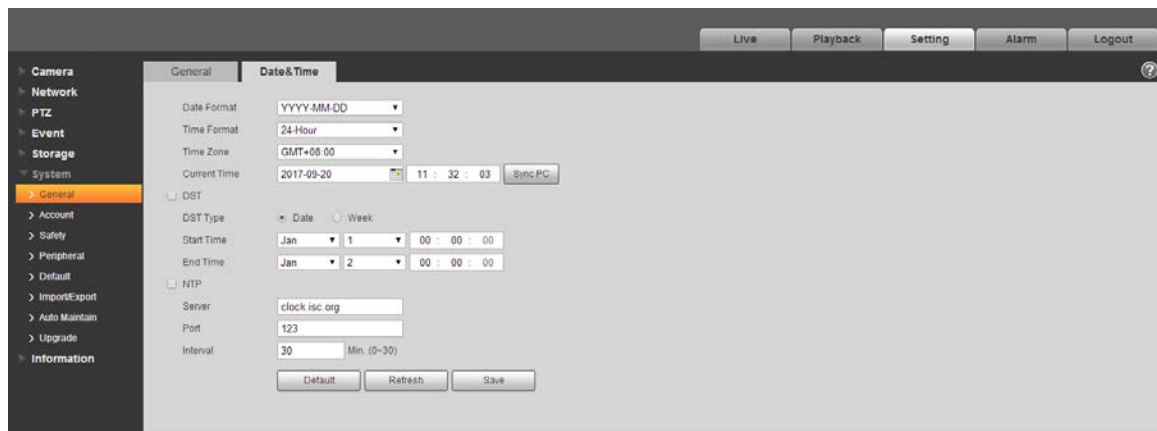 Live Playback Setting Alarm Logout
Camera
Network
PTZ
Event
Storage
System
General
Account
Safety
Peripheral
Default
Import/Export
Auto Maintain
Upgrade
Information
General Date&Time
Date Format YYYY-MM-DD
Time Format 24-Hour
Time Zone GMT+08:00
Current Time 2017-09-20 11 : 32 : 03 Sync PC
DST
DST Type Date Week
Start Time Jan 1 00 : 00 : 00
End Time Jan 2 00 : 00 : 00
NTP
Server clock.isc.org
Port 123
Interval 30 Min. (0~30)
Default Refresh Save
?